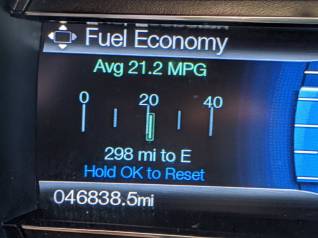 Fuel Economy
Avg 21.2 MPG
0 20 40
298 mi to E
Hold OK to Reset
046838.5mi